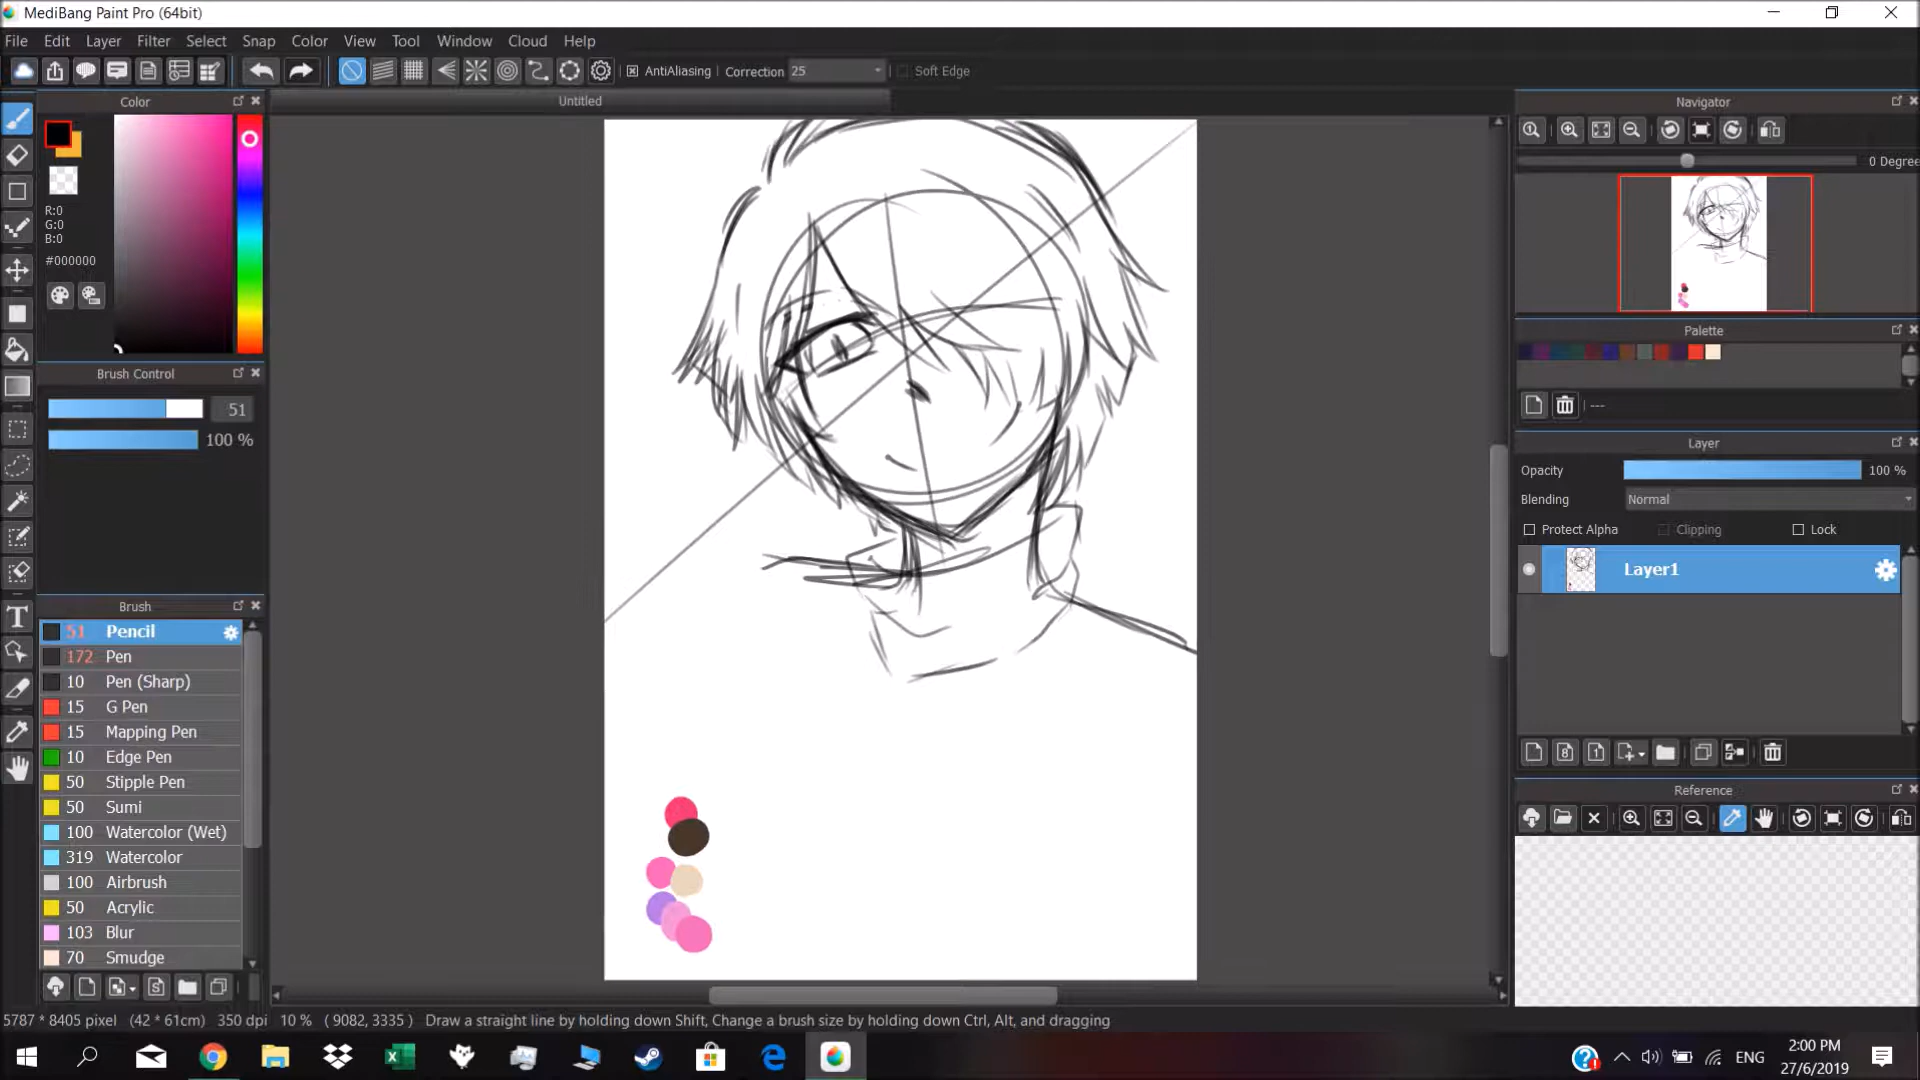 MediBang Paint Pro (64bit)
File Edit Layer Filter Select Snap Color View Tool Window Cloud Help
AntiAliasing Correction 25 Soft Edge
Color
Untitled
Navigator
R:0
G:0
B:0
#000000
0 Degree
Palette
---
Brush Control
51
100 %
Layer
Opacity 100 %
Blending Normal
Protect Alpha Clipping Lock
Layer1
Brush
51 Pencil
172 Pen
10 Pen (Sharp)
15 G Pen
15 Mapping Pen
10 Edge Pen
50 Stipple Pen
50 Sumi
100 Watercolor (Wet)
319 Watercolor
100 Airbrush
50 Acrylic
103 Blur
70 Smudge
Reference
5787 * 8405 pixel (42 * 61cm) 350 dpi 10 % ( 9082, 3335 ) Draw a straight line by holding down Shift, Change a brush size by holding down Ctrl, Alt, and dragging
ENG
2:00 PM
27/6/2019